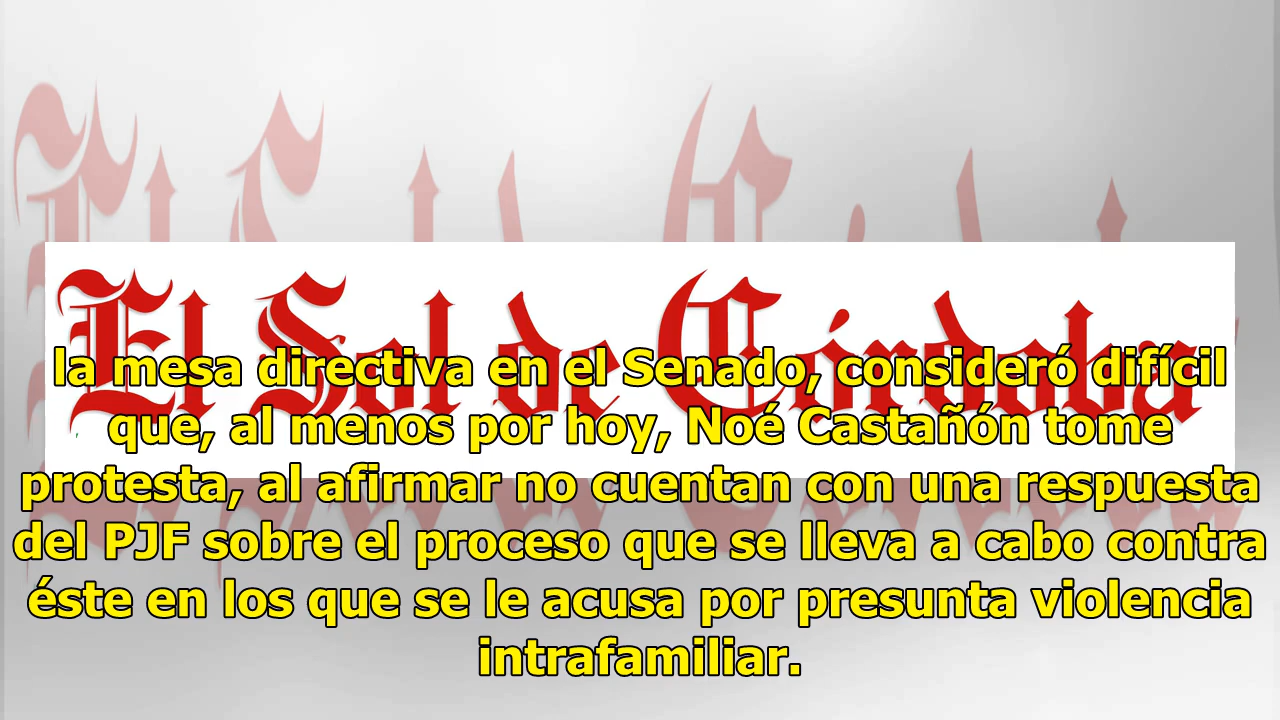 El Sol de Córdoba
la mesa directiva en el Senado, consideró difícil
que, al menos por hoy, Noé Castañón tome
protesta, al afirmar no cuentan con una respuesta
del PJF sobre el proceso que se lleva a cabo contra
éste en los que se le acusa por presunta violencia
intrafamiliar.